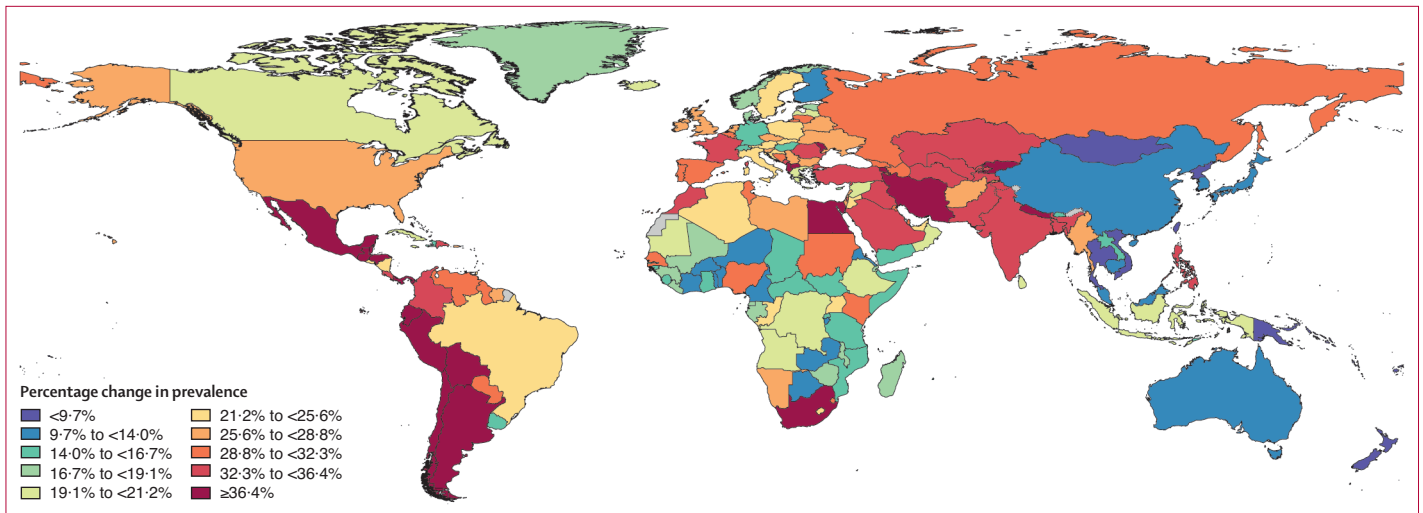 Percentage change in prevalence
<9·7%
9·7% to <14·0%
14·0% to <16·7%
16·7% to <19·1%
19·1% to <21·2%
21·2% to <25·6%
25·6% to <28·8%
28·8% to <32·3%
32·3% to <36·4%
≥36·4%